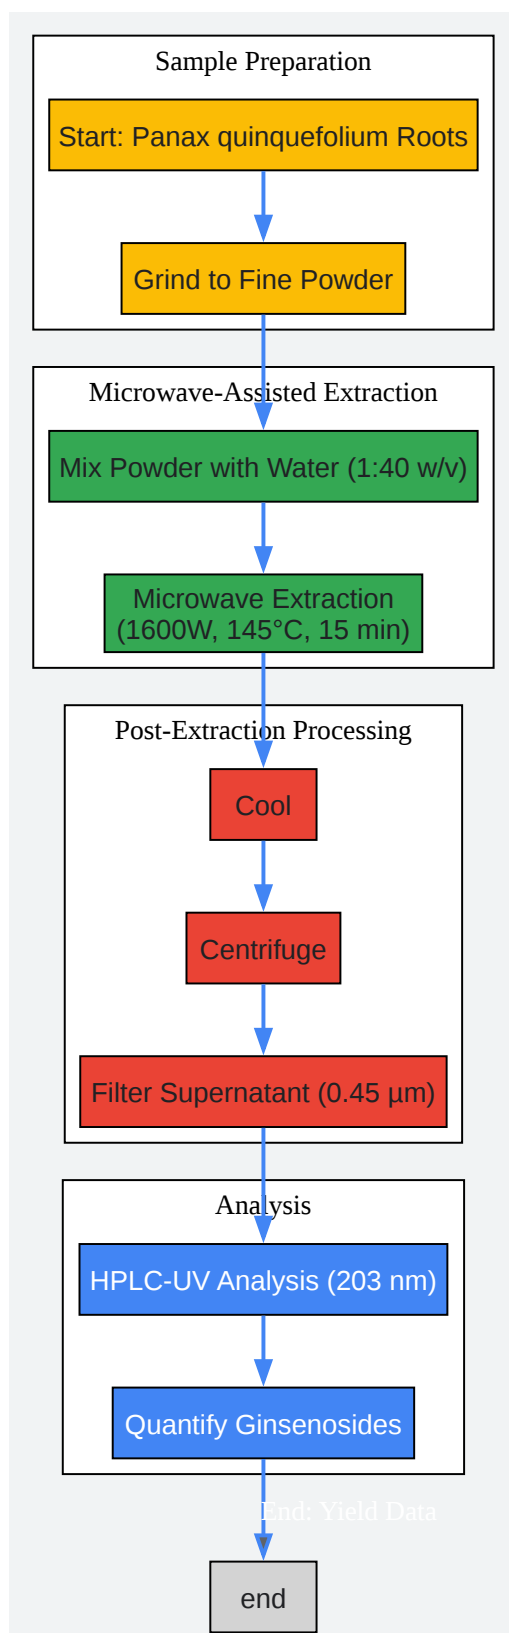 Sample Preparation
Start: Panax quinquefolium Roots
Grind to Fine Powder
Microwave-Assisted Extraction
Mix Powder with Water (1:40 w/v)
Microwave Extraction
(1600W, 145°C, 15 min)
Post-Extraction Processing
Cool
Centrifuge
Filter Supernatant (0.45 µm)
Analysis
HPLC-UV Analysis (203 nm)
Quantify Ginsenosides
End: Yield Data
end